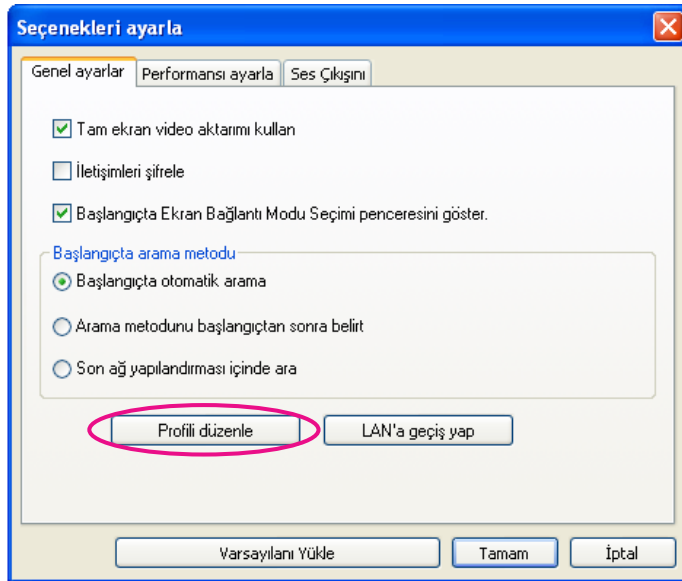 Seçenekleri ayarla
Genel ayarlar Performansı ayarla Ses Çıkışını
Tam ekran video aktarımı kullan
İletişimleri şifrele
Başlangıçta Ekran Bağlantı Modu Seçimi penceresini göster.
Başlangıçta arama metodu
Başlangıçta otomatik arama
Arama metodunu başlangıçtan sonra belirt
Son ağ yapılandırması içinde ara
Profili düzenle LAN'a geçiş yap
Varsayılanı Yükle Tamam İptal